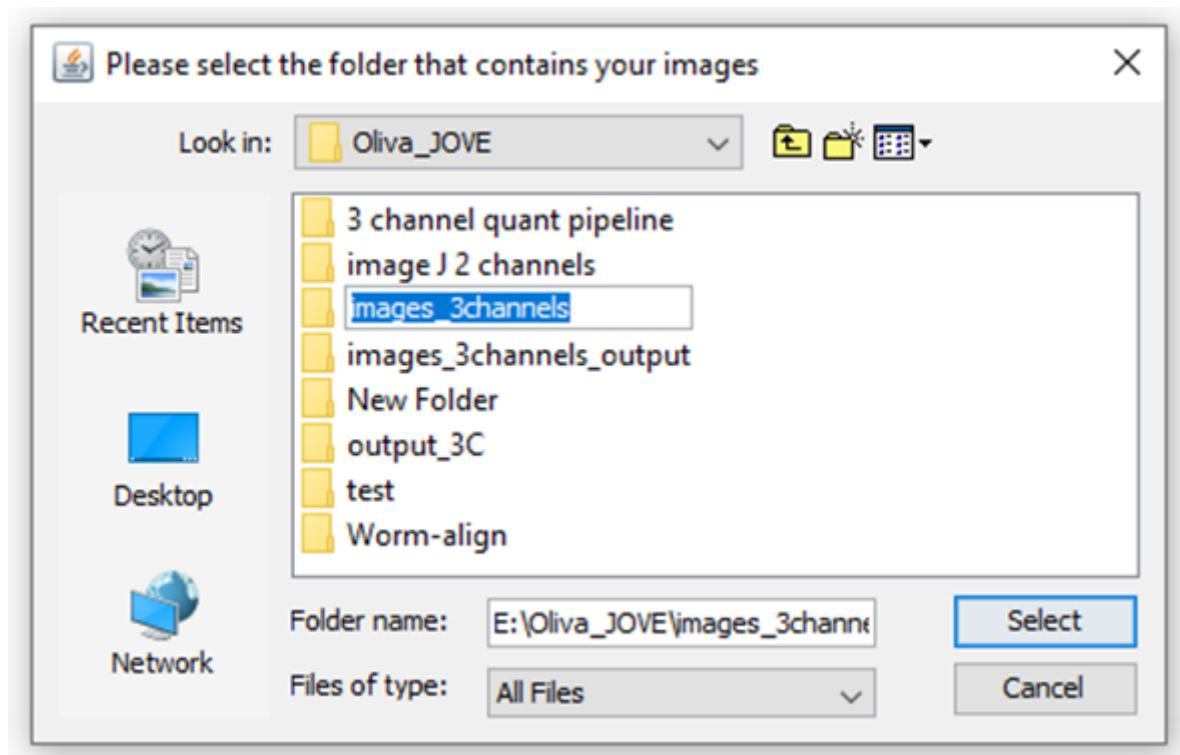 Please select the folder that contains your images
Look in: Oliva_JOVE
Recent Items
Desktop
Network
3 channel quant pipeline
image J 2 channels
images_3channels
images_3channels_output
New Folder
output_3C
test
Worm-align
Folder name: E:\Oliva_JOVE\images_3channe
Select
Files of type: All Files
Cancel